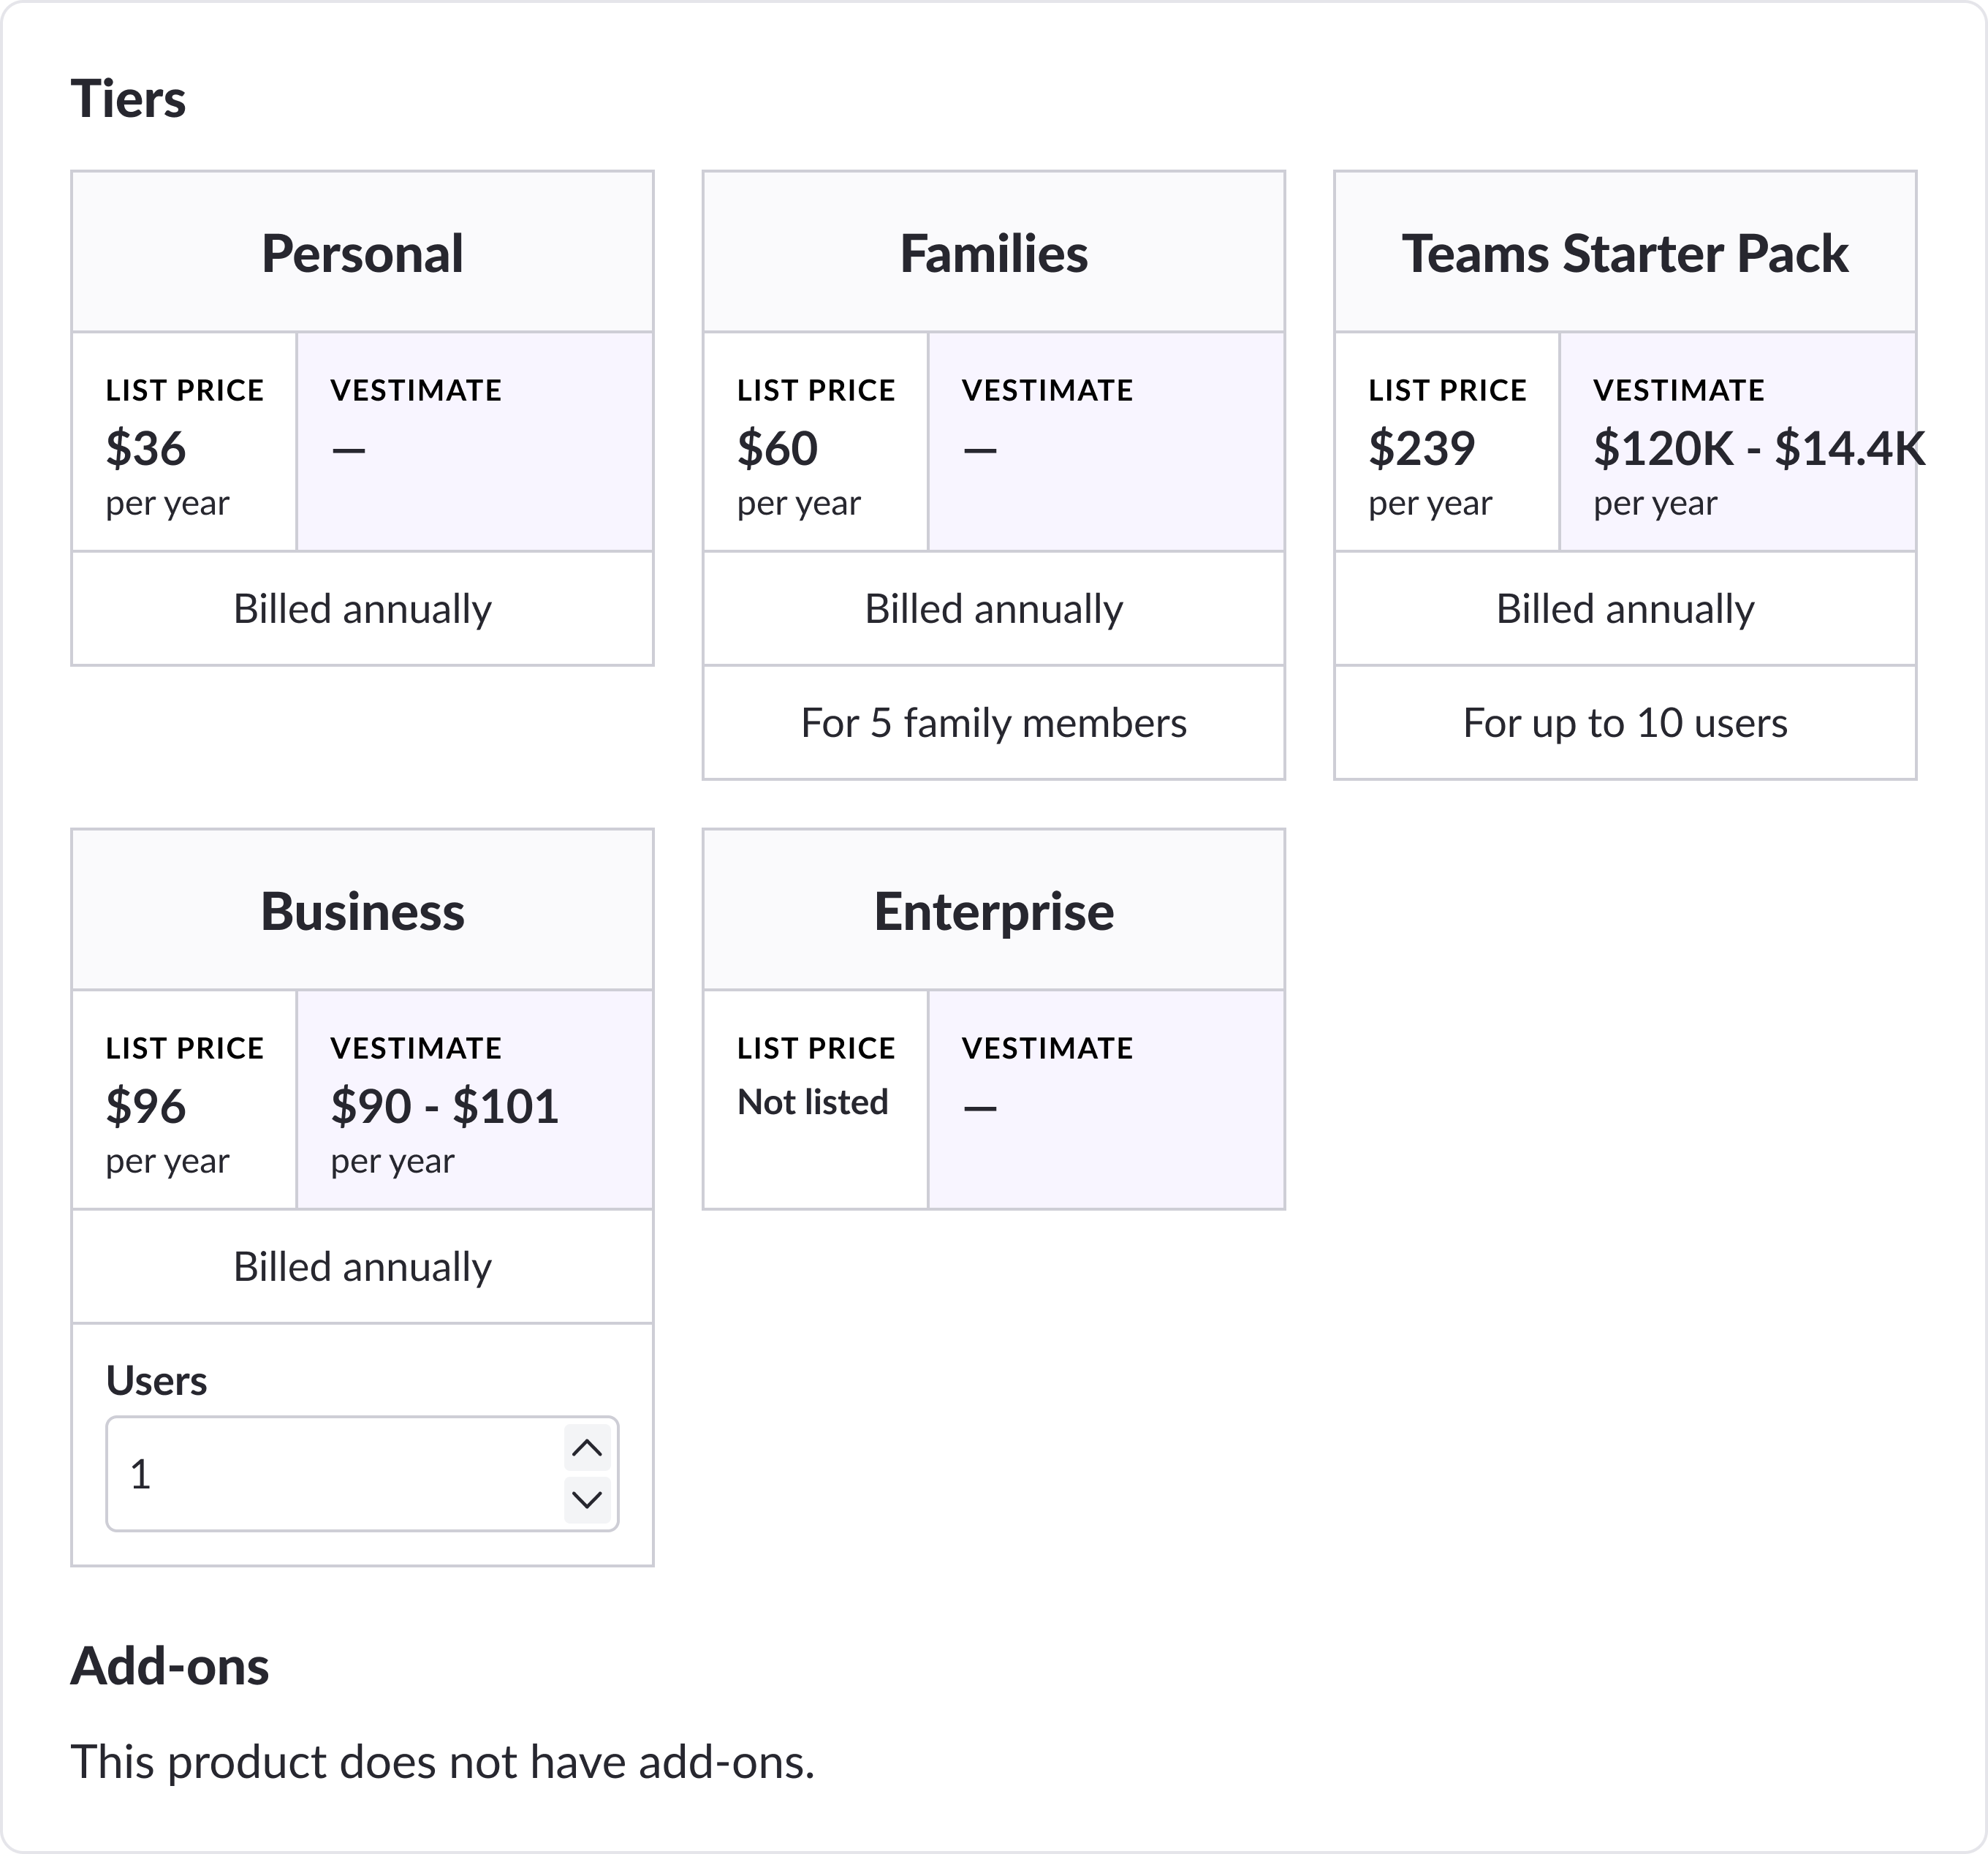 Tiers
Personal
LIST PRICE
$36
per year
VESTIMATE
—
Billed annually
Families
LIST PRICE
$60
per year
VESTIMATE
—
Billed annually
For 5 family members
Teams Starter Pack
LIST PRICE
$239
per year
VESTIMATE
$120K - $14.4K
per year
Billed annually
For up to 10 users
Business
LIST PRICE
$96
per year
VESTIMATE
$90 - $101
per year
Billed annually
Users
1
Enterprise
LIST PRICE
Not listed
VESTIMATE
—
Add-ons
This product does not have add-ons.